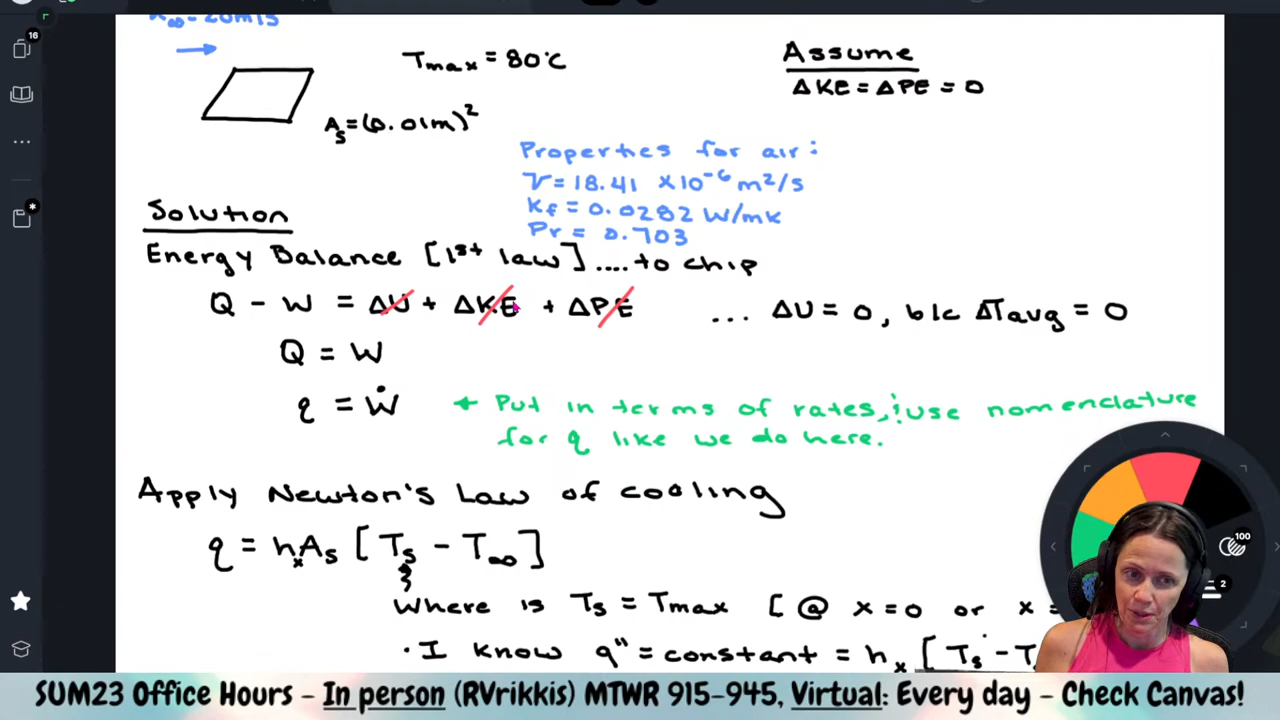 16
→
Tmax = 80°C
Assume
ΔKE = ΔPE = 0
As = (0.01m)²
Properties for air:
V = 18.41 x10⁻⁶ m²/s
Kf = 0.0282 W/mK
Pr = 0.703
Solution
Energy Balance [1st law] .... to chip
Q - W = ΔU + ΔKE + ΔPE ... ΔU = 0, b/c ΔTavg = 0
Q = W
q = Ẇ ← Put in terms of rates, & use nomenclature
for q like we do here.
Apply Newton's Law of cooling
q = hxAs [Ts - T∞]
Where is Ts = Tmax [@ x=0 or x =
· I know q" = constant = hx [Ts - T
100
2
SUM23 Office Hours – In person (RVrikkis) MTWR 915-945, Virtual: Every day – Check Canvas!